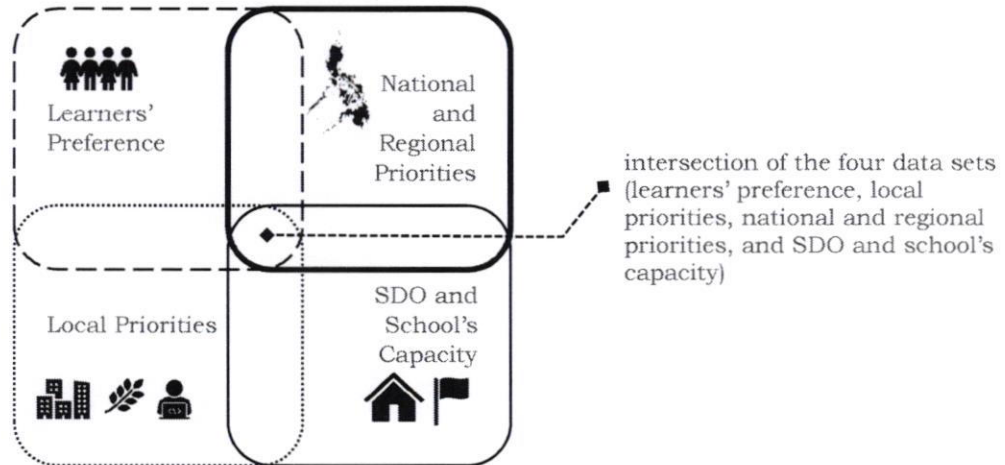 Learners'
Preference
National
and
Regional
Priorities
intersection of the four data sets
(learners' preference, local
priorities, national and regional
priorities, and SDO and school's
capacity)
Local Priorities
SDO and
School's
Capacity